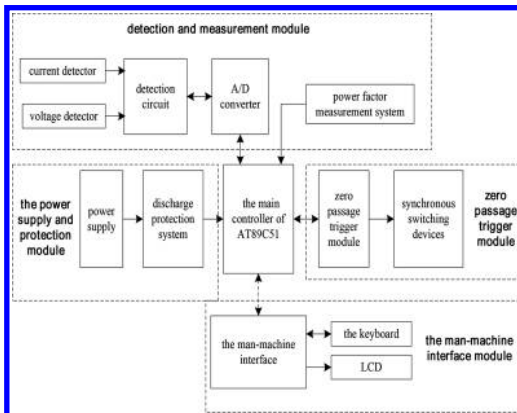 detection and measurement module
current detector
voltage detector
detection
circuit
A/D
converter
power factor
measurement system
the power
supply and
protection
module
power
supply
discharge
protection
system
the main
controller of
AT89C51
zero
passage
trigger
module
synchronous
switching
devices
zero
passage
trigger
module
the man-machine
interface
the keyboard
LCD
the man-machine
interface module